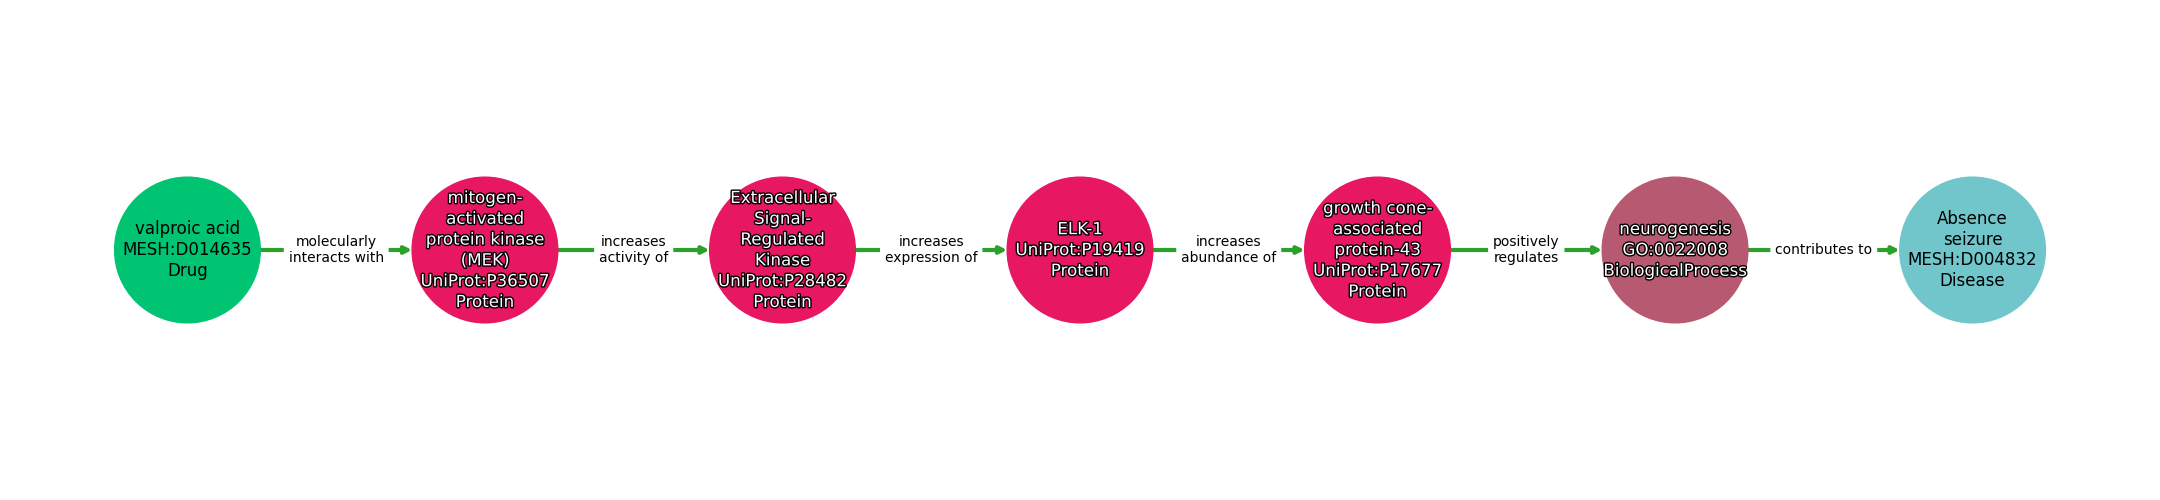 valproic acid
MESH:D014635
Drug
molecularly
interacts with
mitogen-
activated
protein kinase
(MEK)
UniProt:P36507
Protein
increases
activity of
Extracellular
Signal-
Regulated
Kinase
UniProt:P28482
Protein
increases
expression of
ELK-1
UniProt:P19419
Protein
increases
abundance of
growth cone-
associated
protein-43
UniProt:P17677
Protein
positively
regulates
neurogenesis
GO:0022008
BiologicalProcess
contributes to
Absence
seizure
MESH:D004832
Disease